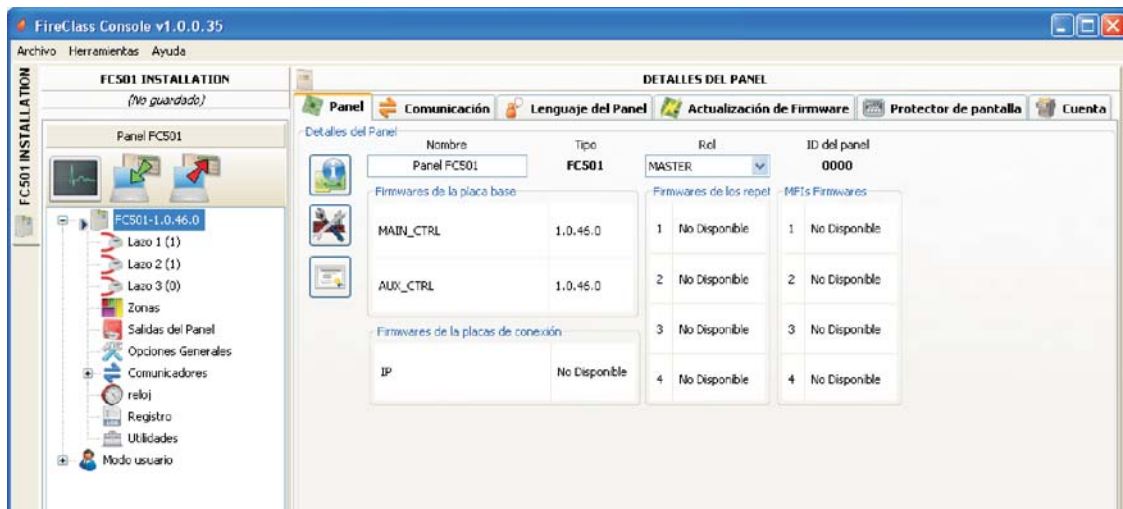 FireClass Console v1.0.0.35
Archivo Herramientas Ayuda
FC501 INSTALLATION
FC501 INSTALLATION
(No guardado)
Panel FC501
FC501-1.0.46.0
Lazo 1 (1)
Lazo 2 (1)
Lazo 3 (0)
Zonas
Salidas del Panel
Opciones Generales
Comunicadores
reloj
Registro
Utilidades
Modo usuario
DETALLES DEL PANEL
Panel Comunicación Lenguaje del Panel Actualización de Firmware Protector de pantalla Cuenta
Detalles del Panel
Nombre Tipo Rol ID del panel
Panel FC501 FC501 MASTER 0000
Firmwares de la placa base
MAIN_CTRL 1.0.46.0
AUX_CTRL 1.0.46.0
Firmwares de la placas de conexión
IP No Disponible
Firmwares de los repet
1 No Disponible
2 No Disponible
3 No Disponible
4 No Disponible
MFIs Firmwares
1 No Disponible
2 No Disponible
3 No Disponible
4 No Disponible